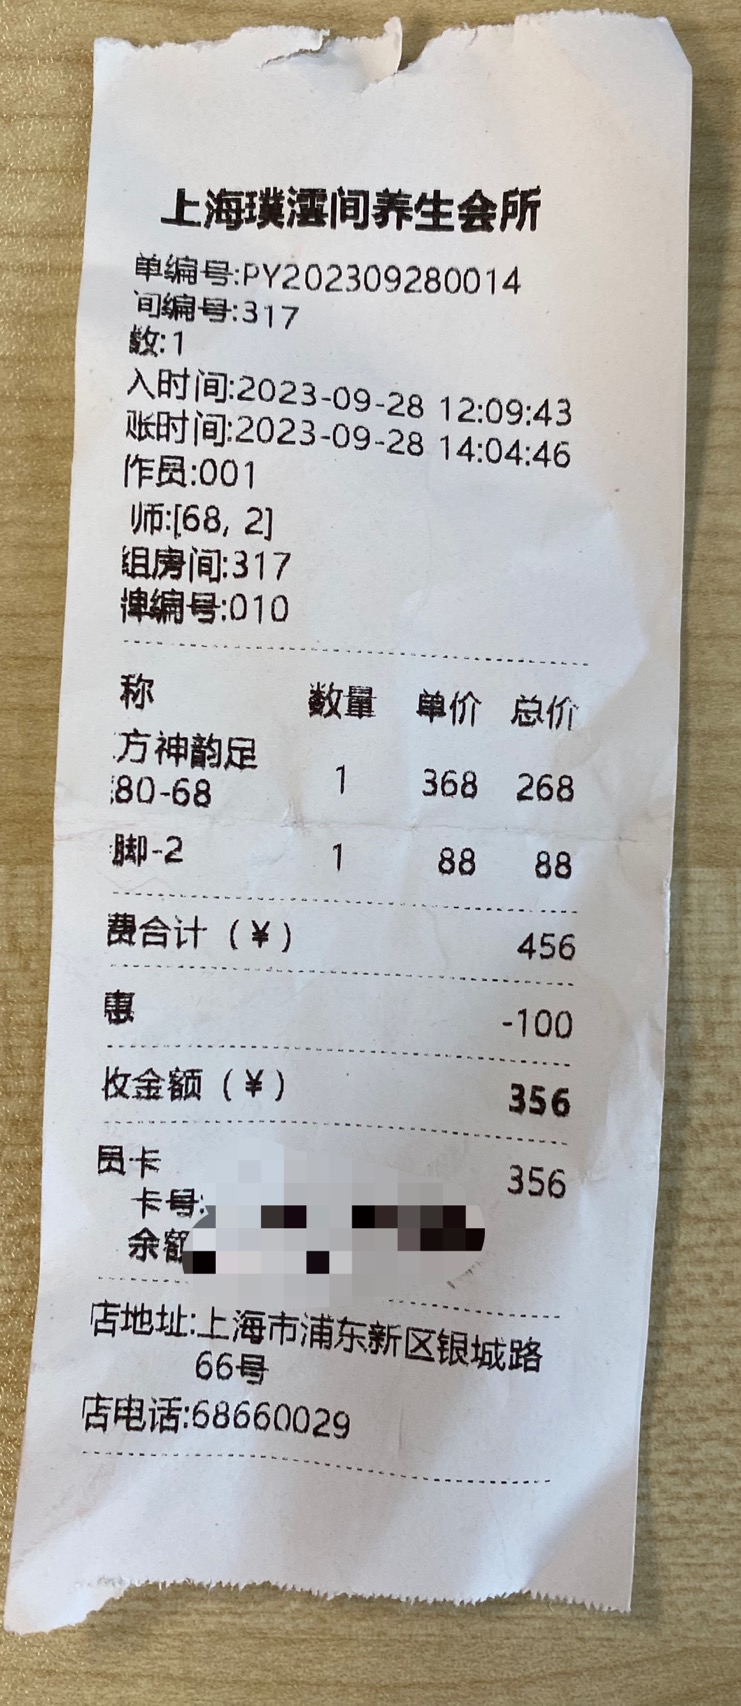 上海璞澐间养生会所
单编号:PY202309280014
间编号:317
数:1
入时间:2023-09-28 12:09:43
账时间:2023-09-28 14:04:46
作员:001
师:[68, 2]
组房间:317
牌编号:010
称 数量 单价 总价
方神韵足
80-68 1 368 268
脚-2 1 88 88
费合计（¥） 456
惠 -100
收金额（¥） 356
员卡 356
卡号:
余额
店地址:上海市浦东新区银城路
66号
店电话:68660029